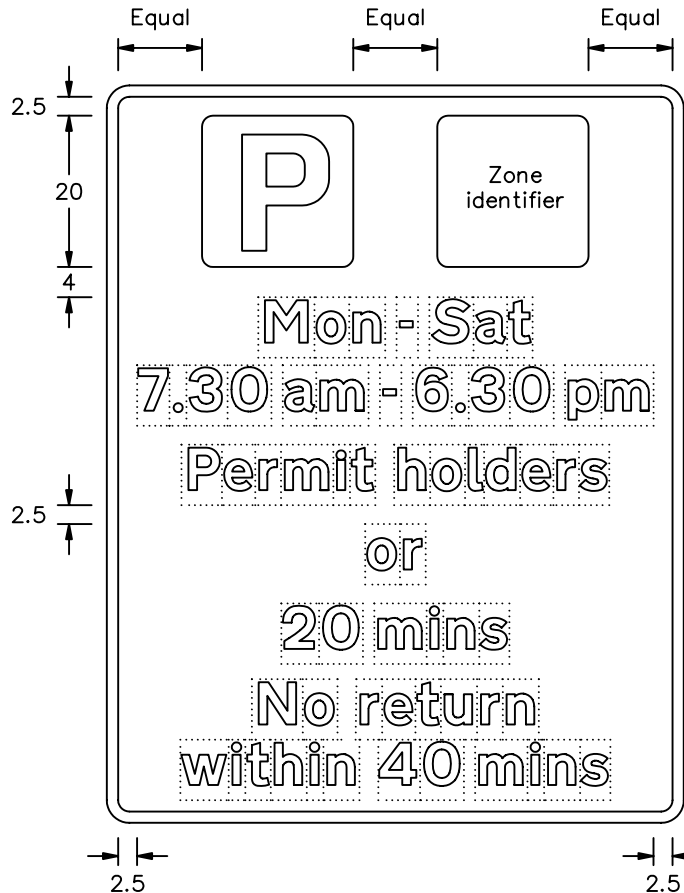 Equal Equal Equal
2.5
P
Zone
identifier
20
4
Mon - Sat
7.30 am - 6.30 pm
Permit holders
2.5
or
20 mins
No return
within 40 mins
2.5 2.5